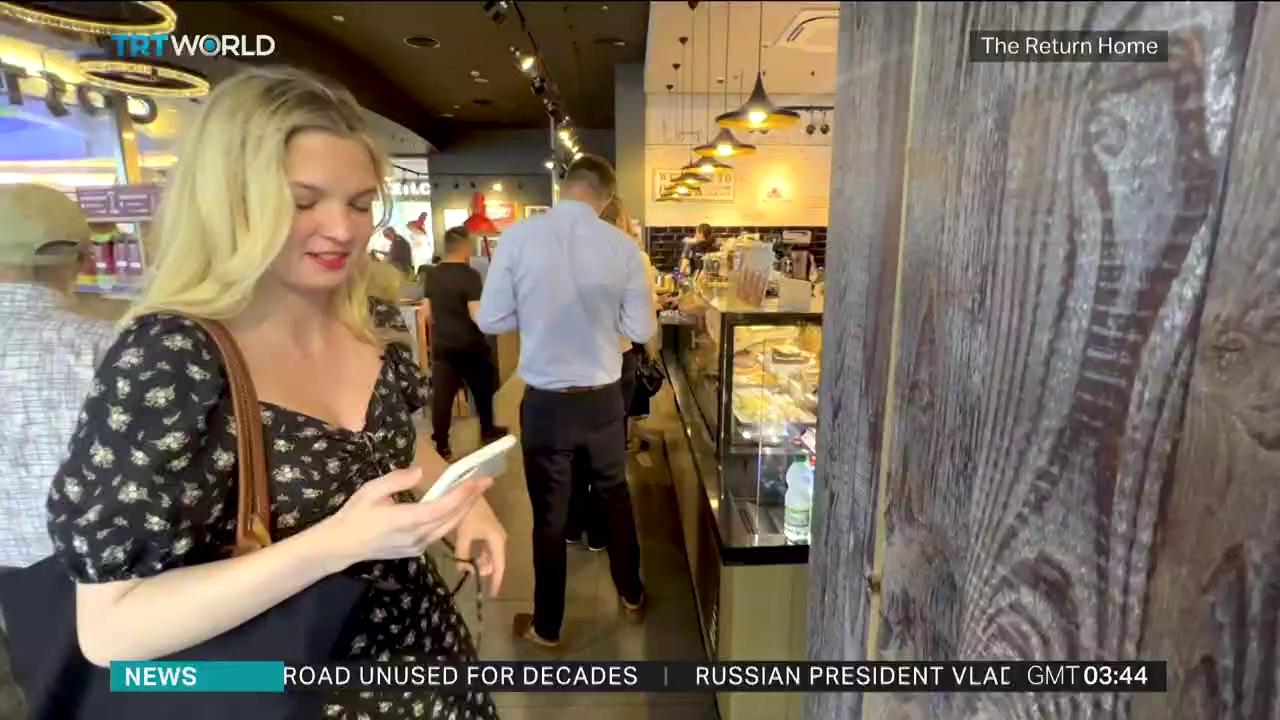 TRT WORLD
The Return Home
NEWS
ROAD UNUSED FOR DECADES | RUSSIAN PRESIDENT VLAD
GMT 03:44